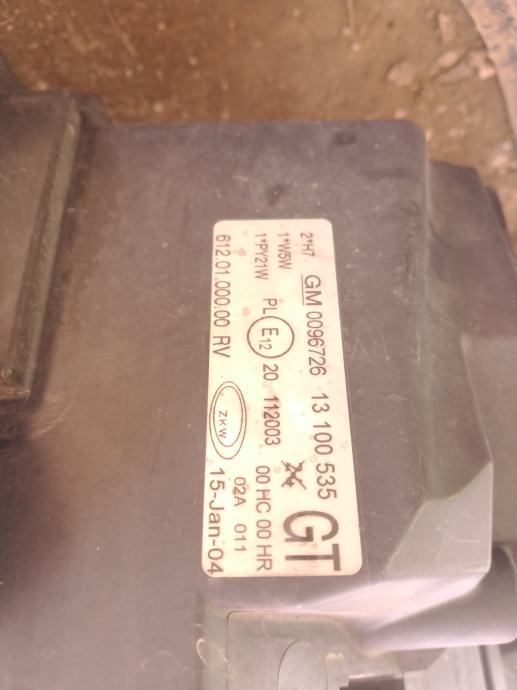 2*H7 GM 0096726 13 100 535 GT
1*W5W
1*PY21W PL E12 20 112003 00 HC 00 HR
02A 011
612.01.000.00 RV ZKW 15-Jan-04